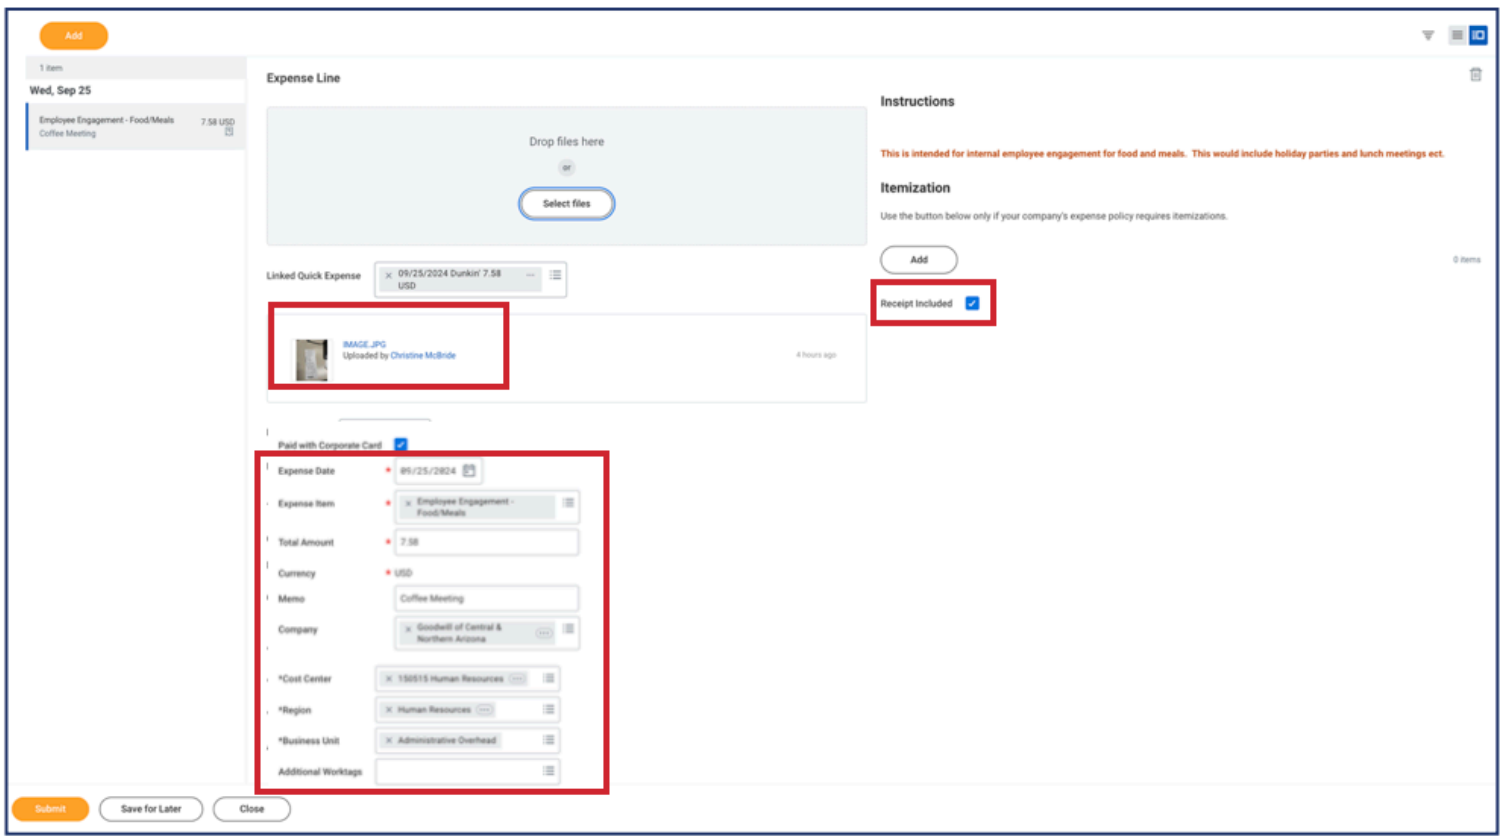 Add
1 item
Wed, Sep 25
Employee Engagement - Food/Meals
7.58 USD
Coffee Meeting
Expense Line
Drop files here
or
Select files
Linked Quick Expense
09/25/2024 Dunkin' 7.58
USD
IMAGE.JPG
Uploaded by Christine McBride
4 hours ago
Paid with Corporate Card
Expense Date * 09/25/2024
Expense Item * Employee Engagement -
Food/Meals
Total Amount * 7.58
Currency * USD
Memo Coffee Meeting
Company Goodwill of Central &
Northern Arizona
*Cost Center 150515 Human Resources
*Region Human Resources
*Business Unit Administrative Overhead
Additional Worktags
Instructions
This is intended for internal employee engagement for food and meals. This would include holiday parties and lunch meetings ect.
Itemization
Use the button below only if your company's expense policy requires itemizations.
Add
0 items
Receipt Included
Submit
Save for Later
Close